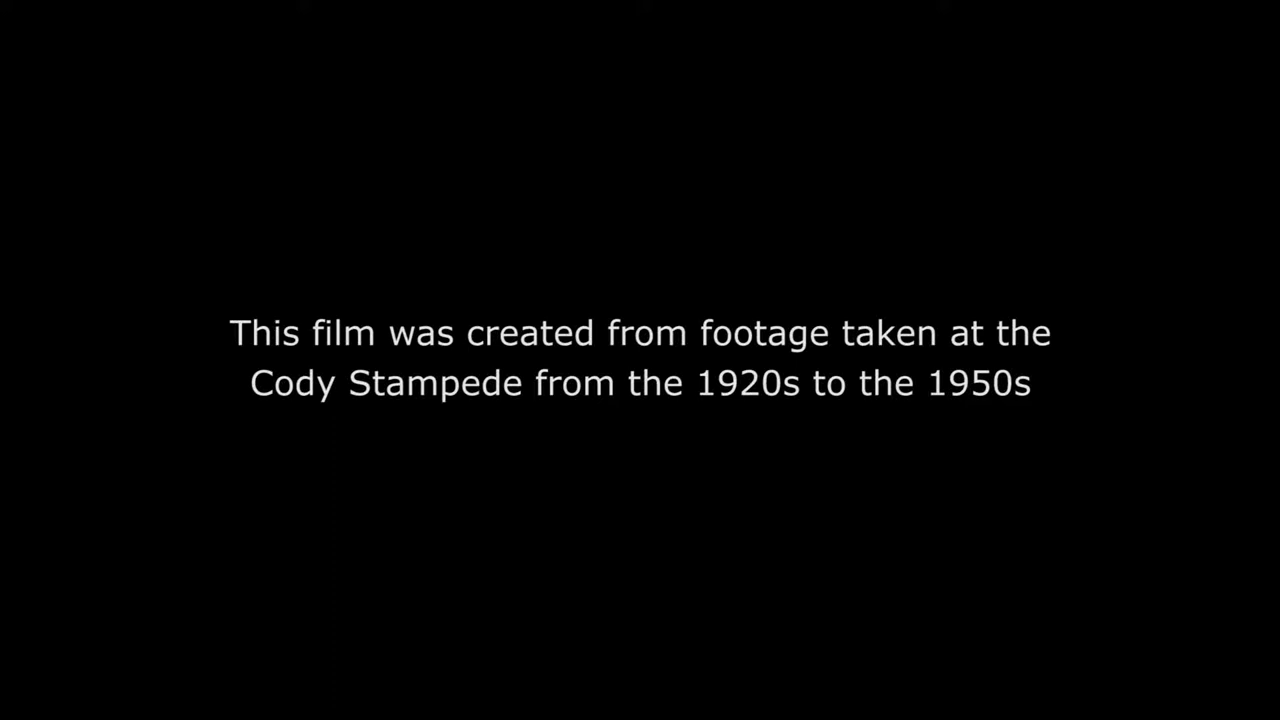 This film was created from footage taken at the
Cody Stampede from the 1920s to the 1950s